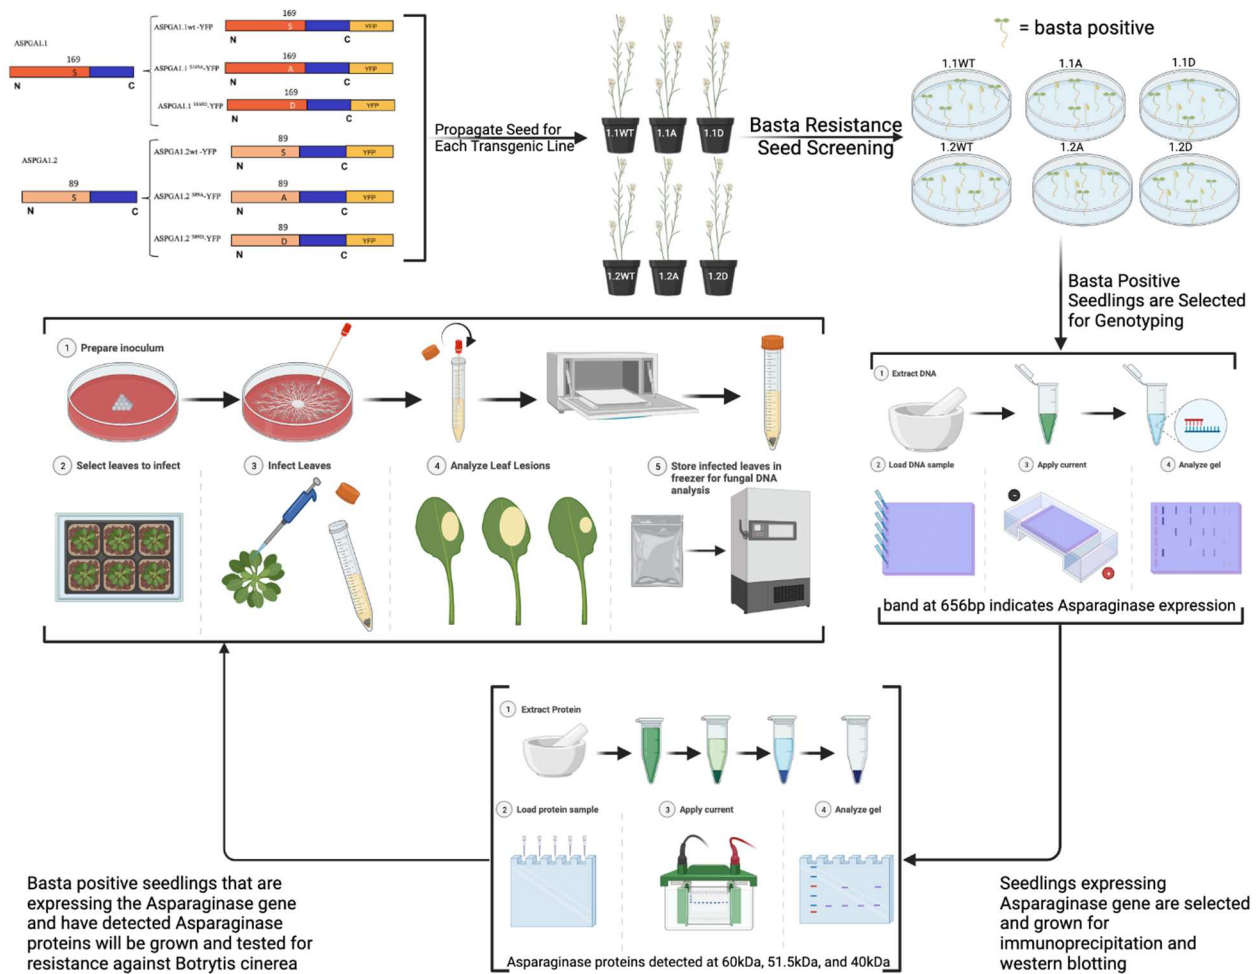 ASPGA1.1
169
S
N
C
ASPGA1.1wt -YFP
169
S
YFP
N
C
ASPGA1.1 S169A-YFP
169
A
YFP
N
C
ASPGA1.1 S169D-YFP
169
D
YFP
N
C
ASPGA1.2
89
S
N
C
ASPGA1.2wt -YFP
89
S
YFP
N
C
ASPGA1.2 S89A-YFP
89
A
YFP
N
C
ASPGA1.2 S89D-YFP
89
D
YFP
N
C
Propagate Seed for
Each Transgenic Line
1.1WT
1.1A
1.1D
1.2WT
1.2A
1.2D
Basta Resistance
Seed Screening
= basta positive
1.1WT
1.1A
1.1D
1.2WT
1.2A
1.2D
Basta Positive
Seedlings are Selected
for Genotyping
1 Extract DNA
2 Load DNA sample
3 Apply current
4 Analyze gel
band at 656bp indicates Asparaginase expression
Seedlings expressing
Asparaginase gene are selected
and grown for
immunoprecipitation and
western blotting
1 Extract Protein
2 Load protein sample
3 Apply current
4 Analyze gel
Asparaginase proteins detected at 60kDa, 51.5kDa, and 40kDa
Basta positive seedlings that are
expressing the Asparaginase gene
and have detected Asparaginase
proteins will be grown and tested for
resistance against Botrytis cinerea
1 Prepare inoculum
2 Select leaves to infect
3 Infect Leaves
4 Analyze Leaf Lesions
5 Store infected leaves in
freezer for fungal DNA
analysis